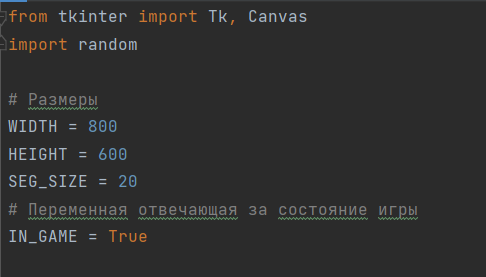 from tkinter import Tk, Canvas
import random
# Размеры
WIDTH = 800
HEIGHT = 600
SEG_SIZE = 20
# Переменная отвечающая за состояние игры
IN_GAME = True